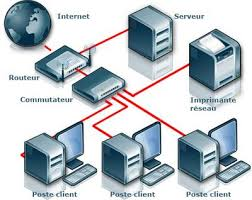 Internet
Serveur
Routeur
Commutateur
Imprimante
réseau
Poste client
Poste client
Poste client